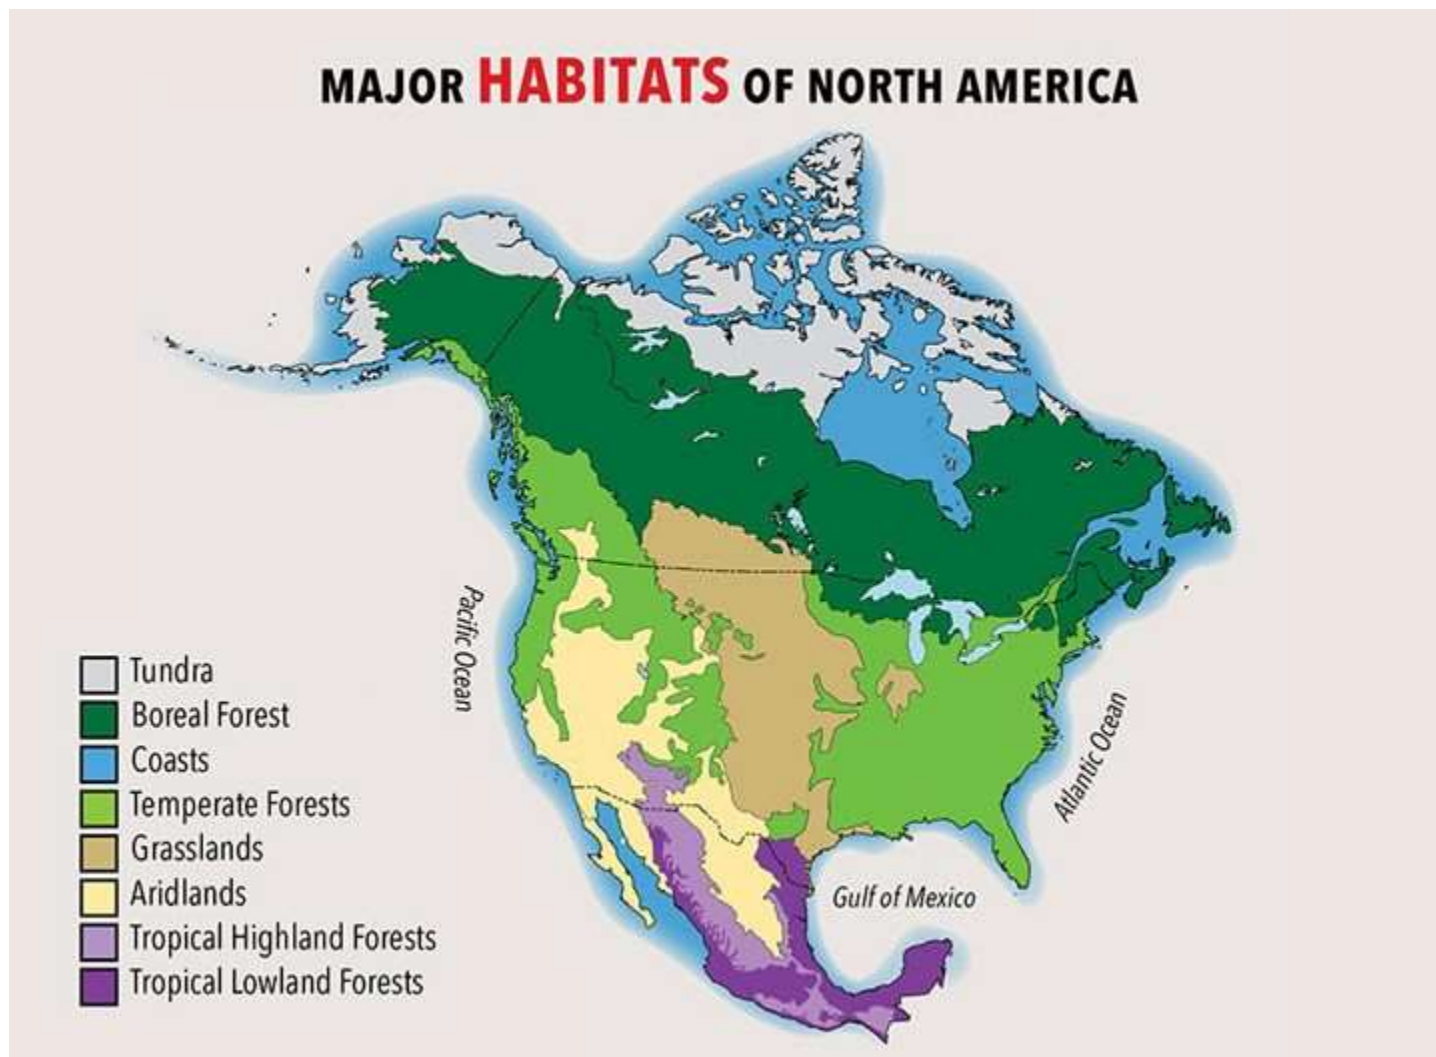 MAJOR HABITATS OF NORTH AMERICA
Pacific Ocean
Tundra
Boreal Forest
Coasts
Temperate Forests
Grasslands
Aridlands
Tropical Highland Forests
Tropical Lowland Forests
Atlantic Ocean
Gulf of Mexico